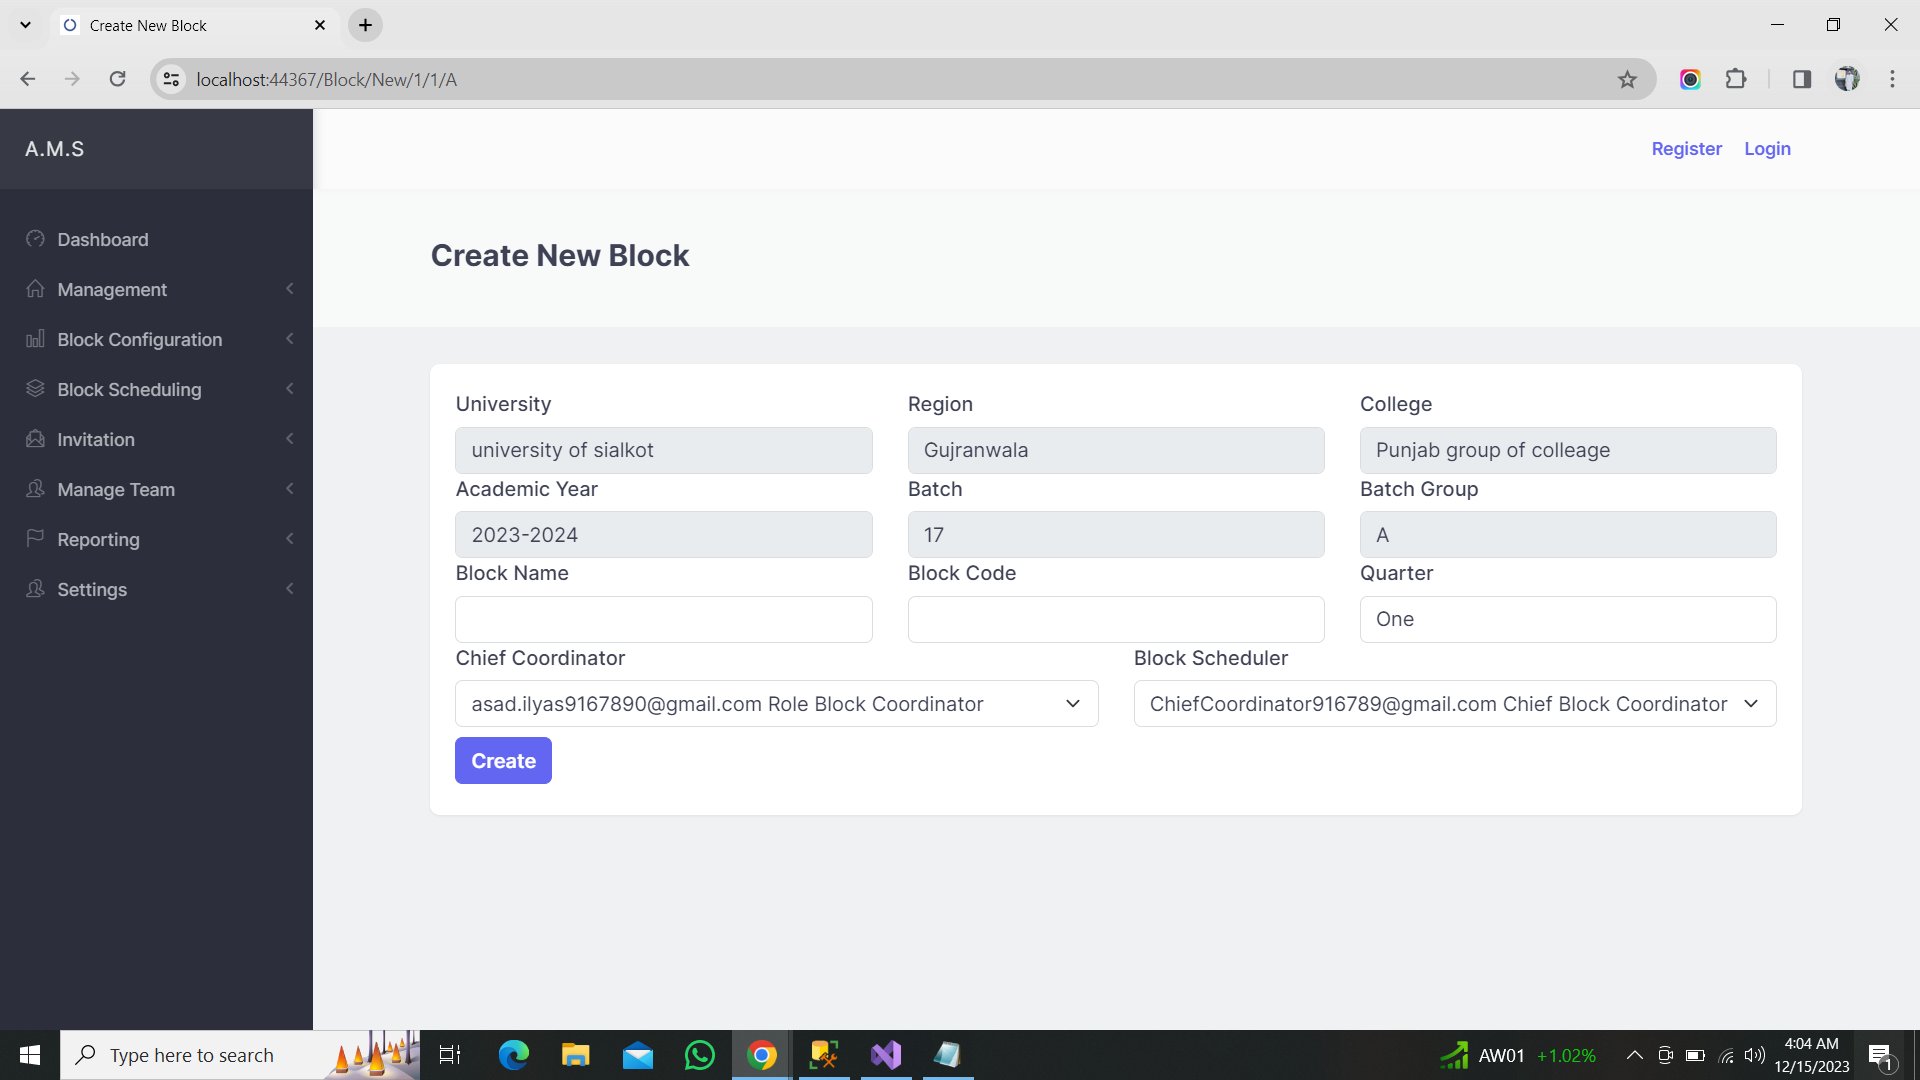 Create New Block
localhost:44367/Block/New/1/1/A
A.M.S
Register Login
Dashboard
Management
Block Configuration
Block Scheduling
Invitation
Manage Team
Reporting
Settings
Create New Block
University Region College
university of sialkot Gujranwala Punjab group of colleage
Academic Year Batch Batch Group
2023-2024 17 A
Block Name Block Code Quarter
One
Chief Coordinator Block Scheduler
asad.ilyas9167890@gmail.com Role Block Coordinator ChiefCoordinator916789@gmail.com Chief Block Coordinator
Create
Type here to search
AW01 +1.02%
4:04 AM
12/15/2023
1